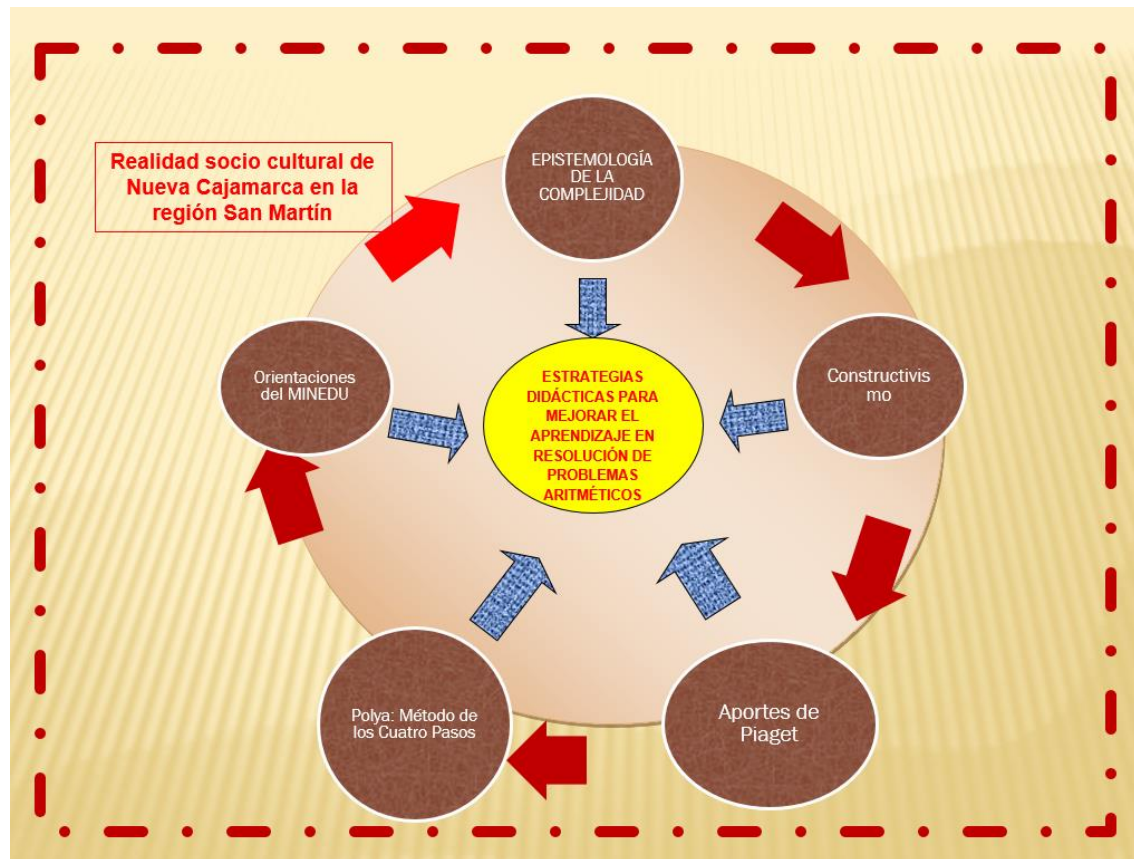 Realidad socio cultural de
Nueva Cajamarca en la
región San Martín
EPISTEMOLOGÍA
DE LA
COMPLEJIDAD
Orientaciones
del MINEDU
ESTRATEGIAS
DIDÁCTICAS PARA
MEJORAR EL
APRENDIZAJE EN
RESOLUCIÓN DE
PROBLEMAS
ARITMÉTICOS
Constructivis
mo
Polya: Método de
los Cuatro Pasos
Aportes de
Piaget